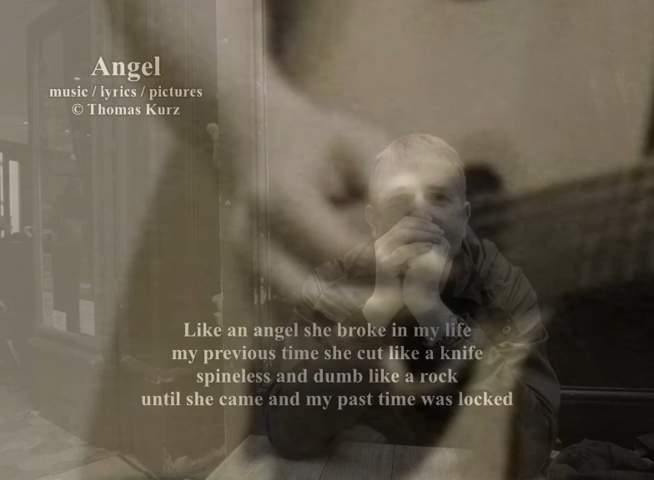 Angel
music / lyrics / pictures
© Thomas Kurz
Like an angel she broke in my life
my previous time she cut like a knife
spineless and dumb like a rock
until she came and my past time was locked